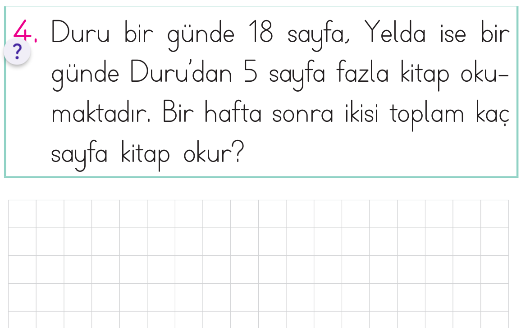 4. Duru bir günde 18 sayfa, Yelda ise bir
?
günde Duru'dan 5 sayfa fazla kitap oku-
maktadır. Bir hafta sonra ikisi toplam kaç
sayfa kitap okur?